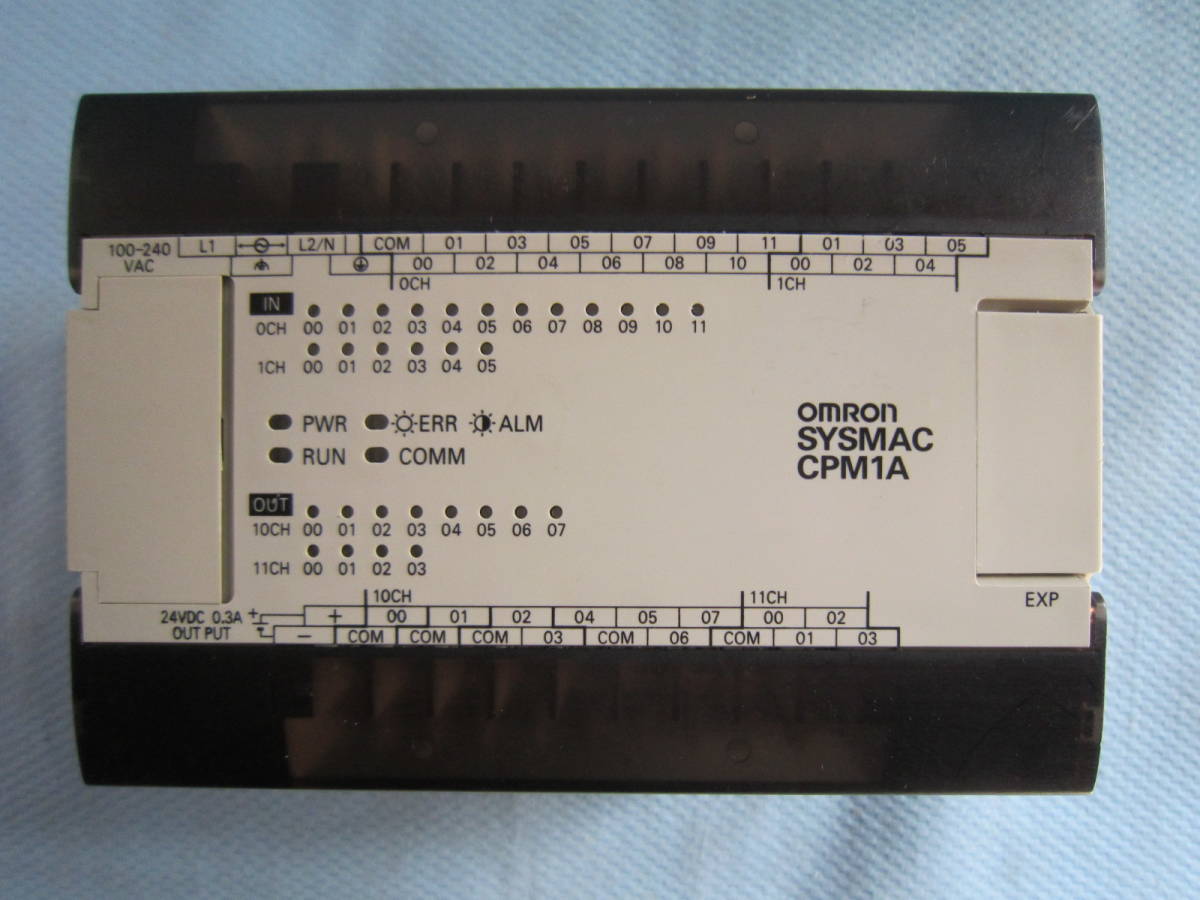 100-240 L1 L2/N COM 01 03 05 07 09 11 01 03 05
VAC 00 02 04 06 08 10 00 02 04
0CH 1CH
IN
0CH 00 01 02 03 04 05 06 07 08 09 10 11
1CH 00 01 02 03 04 05
PWR ERR ALM
RUN COMM
OMRON
SYSMAC
CPM1A
OUT
10CH 00 01 02 03 04 05 06 07
11CH 00 01 02 03
10CH 11CH
EXP
24VDC 0.3A + + 00 01 02 04 05 07 00 02
OUT PUT - - COM COM COM 03 COM 06 COM 01 03